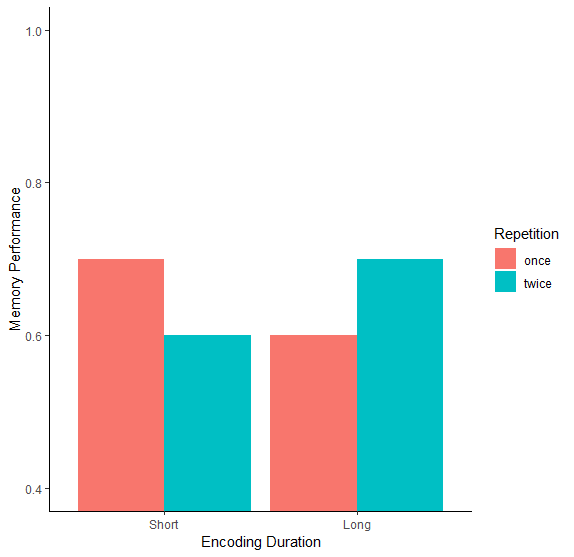 1.0
0.8
0.6
0.4
Memory Performance
Short
Long
Encoding Duration
Repetition
once
twice